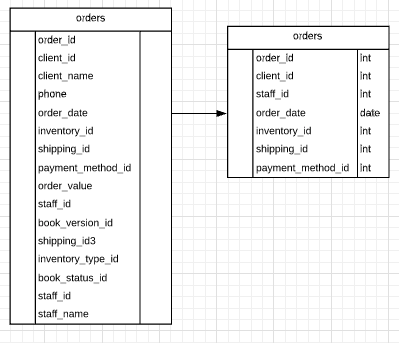 orders
order_id
client_id
client_name
phone
order_date
inventory_id
shipping_id
payment_method_id
order_value
staff_id
book_version_id
shipping_id3
inventory_type_id
book_status_id
staff_id
staff_name
orders
order_id int
client_id int
staff_id int
order_date date
inventory_id int
shipping_id int
payment_method_id int